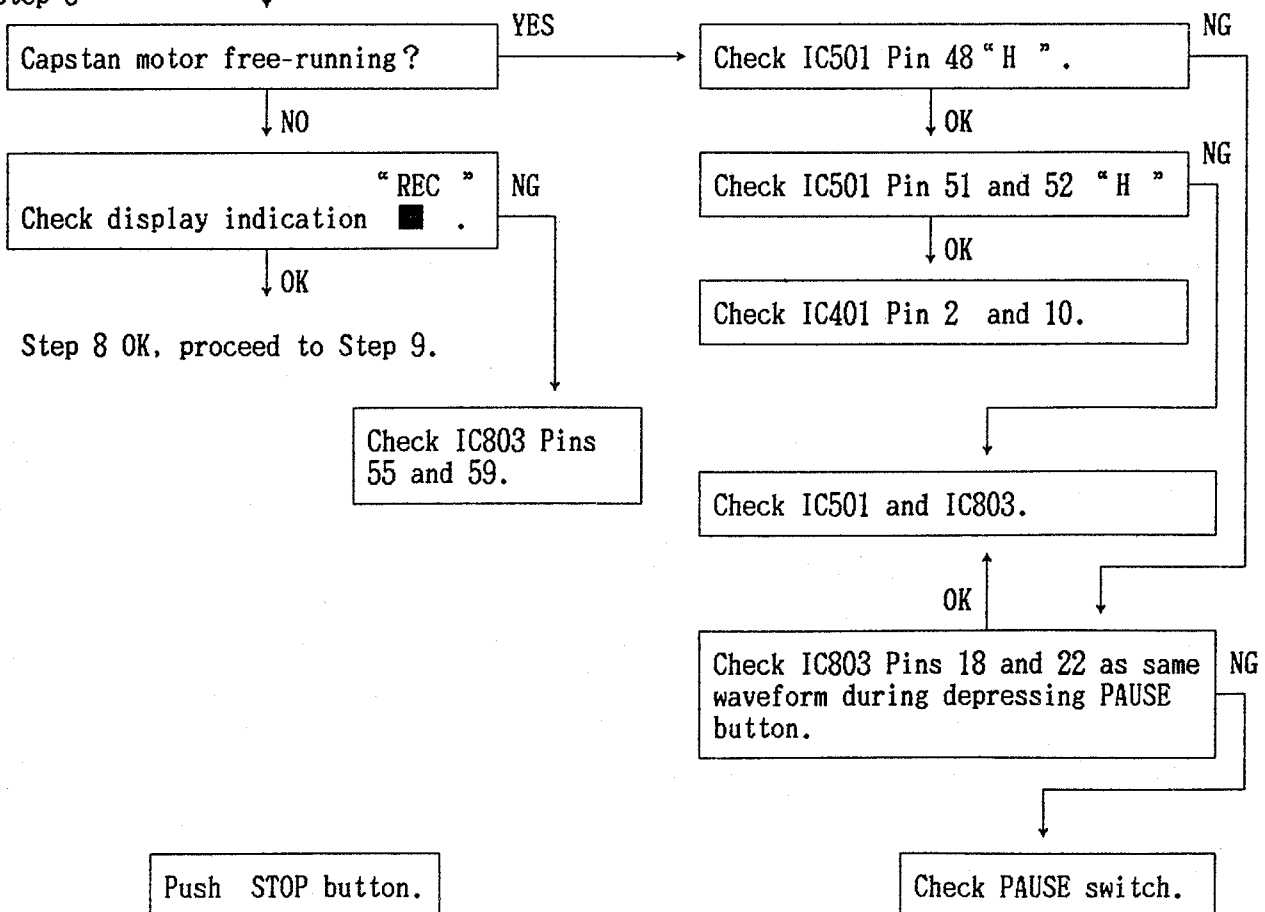 Step 8
Capstan motor free-running?
YES
Check IC501 Pin 48 “ H ”.
NG
NO
OK
“ REC ”
Check display indication ■ .
NG
Check IC501 Pin 51 and 52 “ H ”
NG
OK
OK
Step 8 OK, proceed to Step 9.
Check IC401 Pin 2 and 10.
Check IC803 Pins
55 and 59.
Check IC501 and IC803.
OK
Check IC803 Pins 18 and 22 as same
waveform during depressing PAUSE
button.
NG
Push STOP button.
Check PAUSE switch.